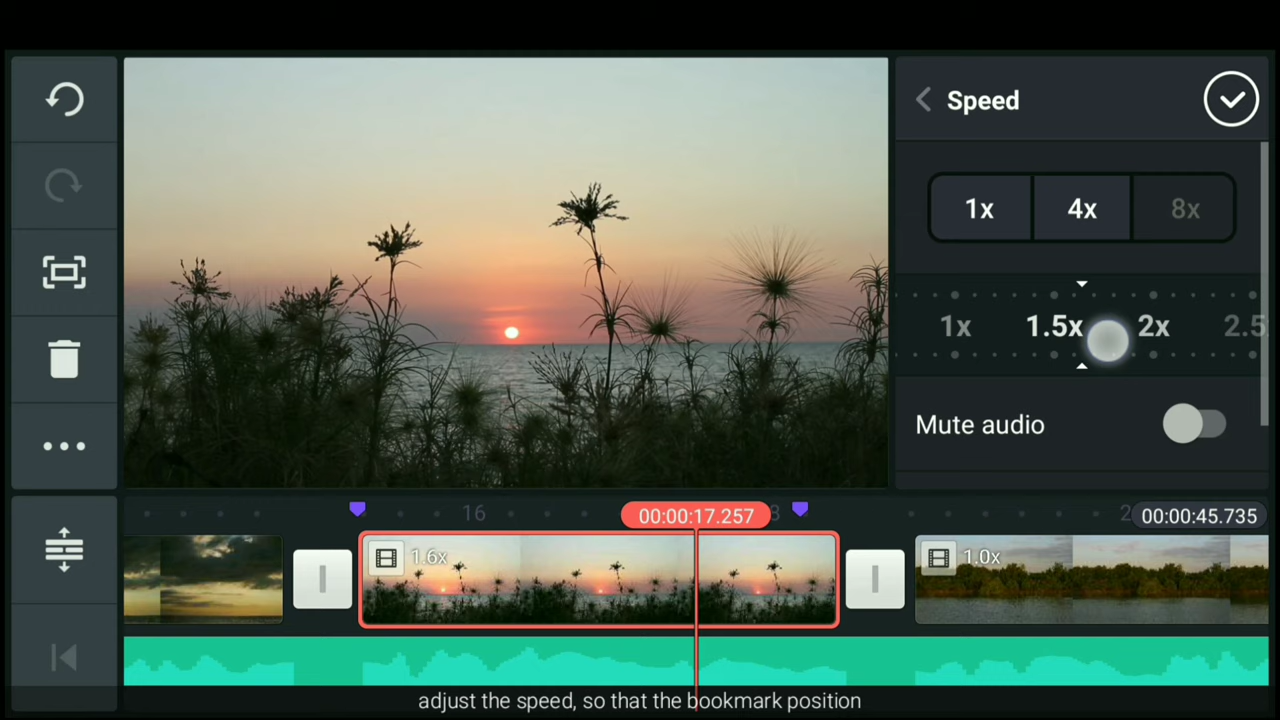 Speed
1x 4x 8x
1x 1.5x 2x 2.5
Mute audio
16 00:00:17.257 00:00:45.735
1.6x 1.0x
adjust the speed, so that the bookmark position